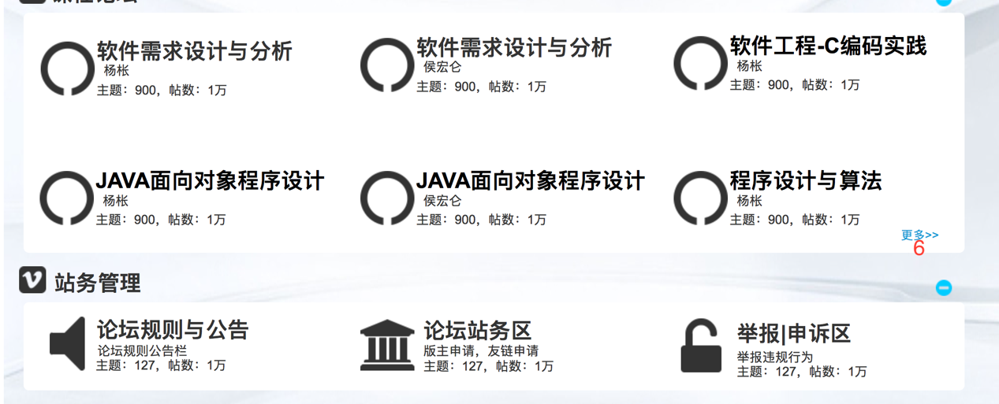 软件需求设计与分析
杨枨
主题：900，帖数：1万
软件需求设计与分析
侯宏仑
主题：900，帖数：1万
软件工程-C编码实践
杨枨
主题：900，帖数：1万
JAVA面向对象程序设计
杨枨
主题：900，帖数：1万
JAVA面向对象程序设计
侯宏仑
主题：900，帖数：1万
程序设计与算法
杨枨
主题：900，帖数：1万
更多>>
6
站务管理
论坛规则与公告
论坛规则公告栏
主题：127，帖数：1万
论坛站务区
版主申请，友链申请
主题：127，帖数：1万
举报|申诉区
举报违规行为
主题：127，帖数：1万